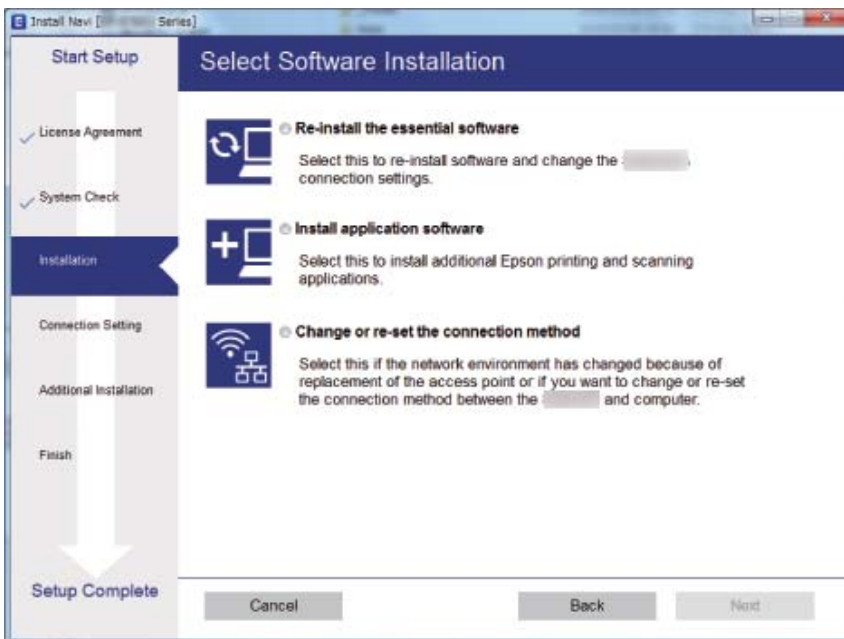 Install Navi [ Series]
Start Setup
Select Software Installation
License Agreement
System Check
Installation
Connection Setting
Additional Installation
Finish
Setup Complete
Re-install the essential software
Select this to re-install software and change the
connection settings.
Install application software
Select this to install additional Epson printing and scanning
applications.
Change or re-set the connection method
Select this if the network environment has changed because of
replacement of the access point or if you want to change or re-set
the connection method between the and computer.
Cancel
Back
Next